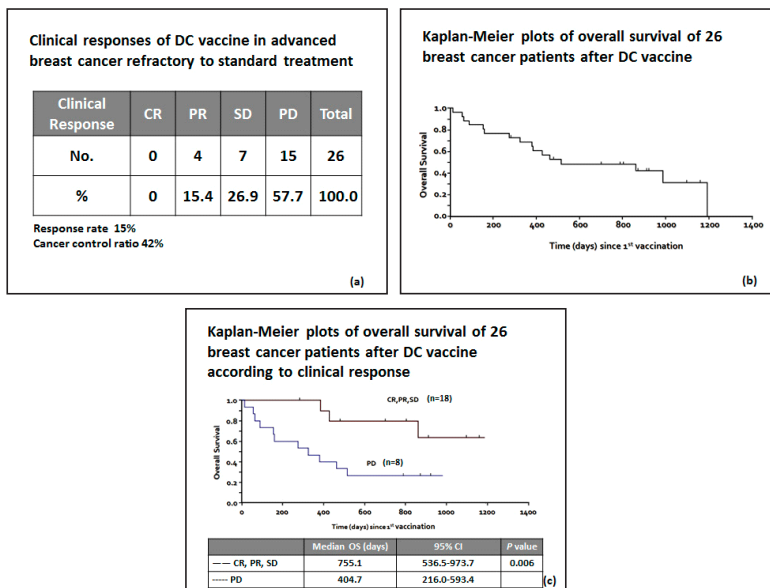 Clinical responses of DC vaccine in advanced
breast cancer refractory to standard treatment
Clinical Response CR PR SD PD Total
No. 0 4 7 15 26
% 0 15.4 26.9 57.7 100.0
Response rate 15%
Cancer control ratio 42%
(a)
Kaplan-Meier plots of overall survival of 26
breast cancer patients after DC vaccine
Overall Survival
1.0
0.8
0.6
0.4
0.2
0.0
0 200 400 600 800 1000 1200 1400
Time (days) since 1st vaccination
(b)
Kaplan-Meier plots of overall survival of 26
breast cancer patients after DC vaccine
according to clinical response
CR,PR,SD (n=18)
PD (n=8)
Overall Survival
1.0
0.8
0.6
0.4
0.2
0.0
0 200 400 600 800 1000 1200 1400
Time (days) since 1st vaccination
Median OS (days) 95% CI P value
—— CR, PR, SD 755.1 536.5-973.7 0.006
----- PD 404.7 216.0-593.4
(c)